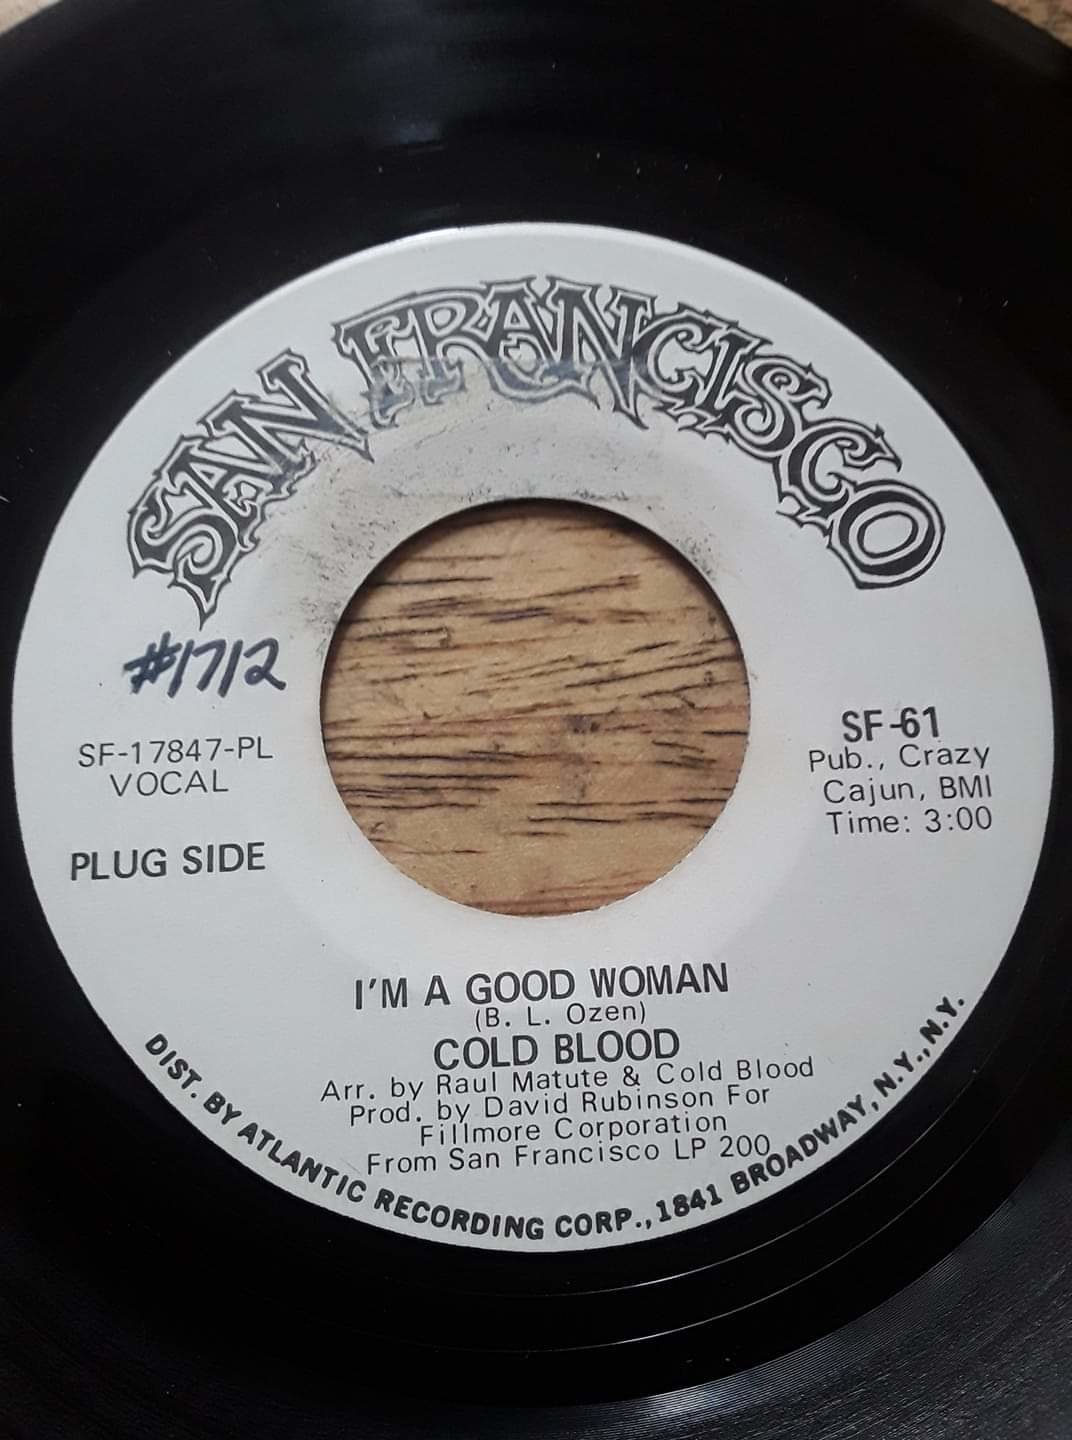 SAN FRANCISCO
#1712
SF-17847-PL
VOCAL
PLUG SIDE
SF-61
Pub., Crazy
Cajun, BMI
Time: 3:00
I'M A GOOD WOMAN
(B. L. Ozen)
COLD BLOOD
Arr. by Raul Matute & Cold Blood
Prod. by David Rubinson For
Fillmore Corporation
From San Francisco LP 200
DIST. BY ATLANTIC RECORDING CORP., 1841 BROADWAY, N.Y., N.Y.